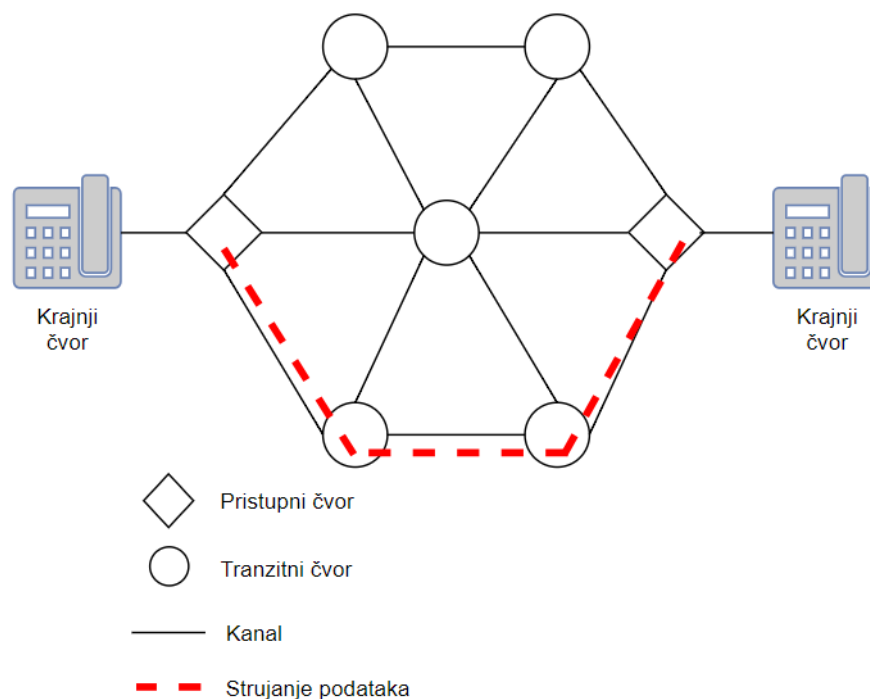 Krajnji
čvor
Krajnji
čvor
Pristupni čvor
Tranzitni čvor
Kanal
Strujanje podataka